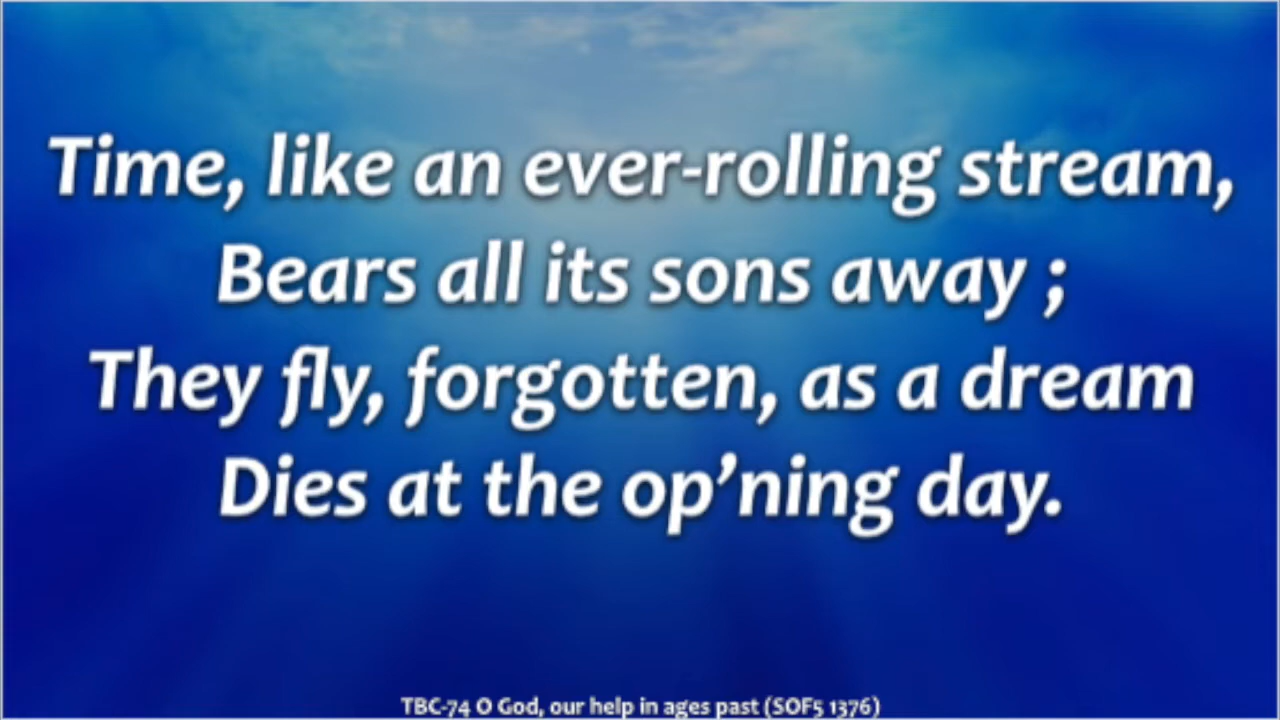 Time, like an ever-rolling stream,
Bears all its sons away ;
They fly, forgotten, as a dream
Dies at the op’ning day.
TBC-74 O God, our help in ages past (SOF5 1376)